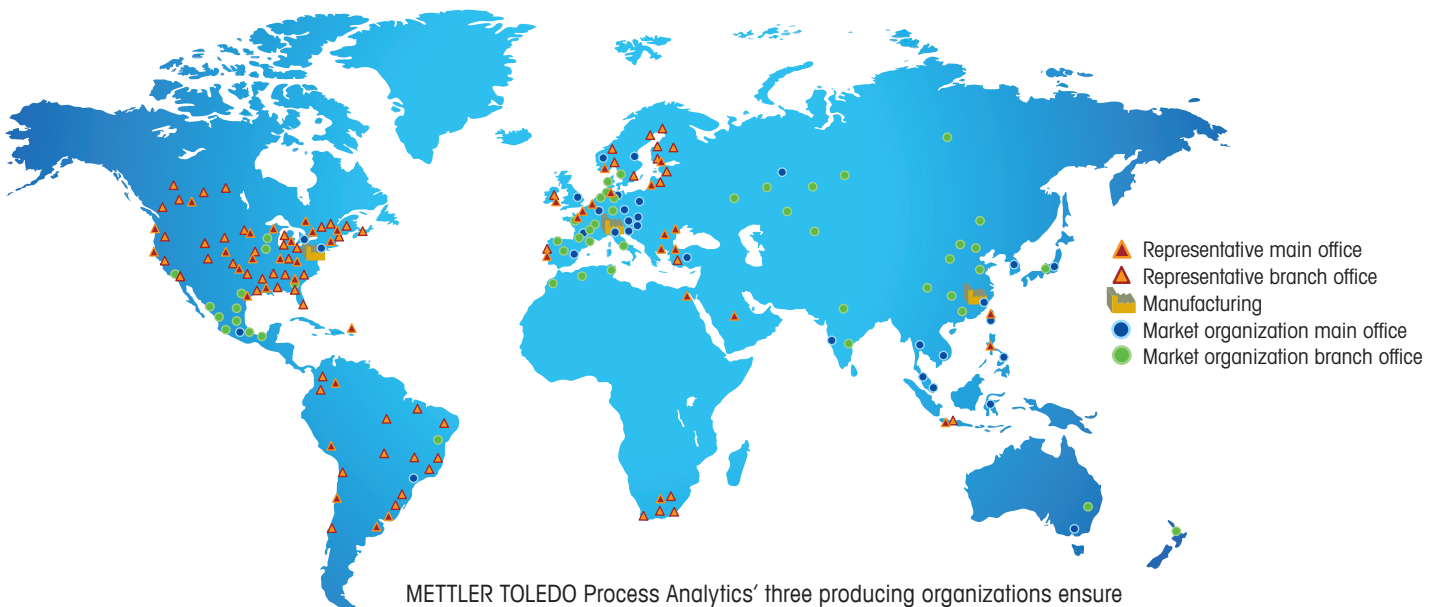 Representative main office
Representative branch office
Manufacturing
Market organization main office
Market organization branch office
METTLER TOLEDO Process Analytics’ three producing organizations ensure